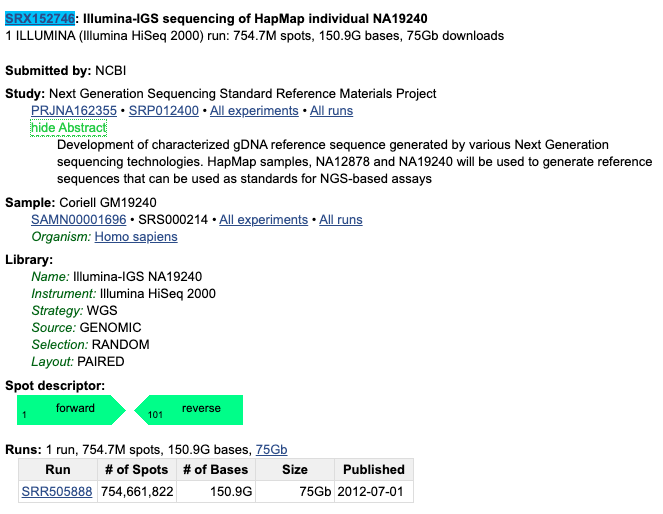 SRX152746: Illumina-IGS sequencing of HapMap individual NA19240
1 ILLUMINA (Illumina HiSeq 2000) run: 754.7M spots, 150.9G bases, 75Gb downloads
Submitted by: NCBI
Study: Next Generation Sequencing Standard Reference Materials Project
PRJNA162355 • SRP012400 • All experiments • All runs
hide Abstract
Development of characterized gDNA reference sequence generated by various Next Generation
sequencing technologies. HapMap samples, NA12878 and NA19240 will be used to generate reference
sequences that can be used as standards for NGS-based assays
Sample: Coriell GM19240
SAMN00001696 • SRS000214 • All experiments • All runs
Organism: Homo sapiens
Library:
Name: Illumina-IGS NA19240
Instrument: Illumina HiSeq 2000
Strategy: WGS
Source: GENOMIC
Selection: RANDOM
Layout: PAIRED
Spot descriptor:
1 forward 101 reverse
Runs: 1 run, 754.7M spots, 150.9G bases, 75Gb
Run # of Spots # of Bases Size Published
SRR505888 754,661,822 150.9G 75Gb 2012-07-01